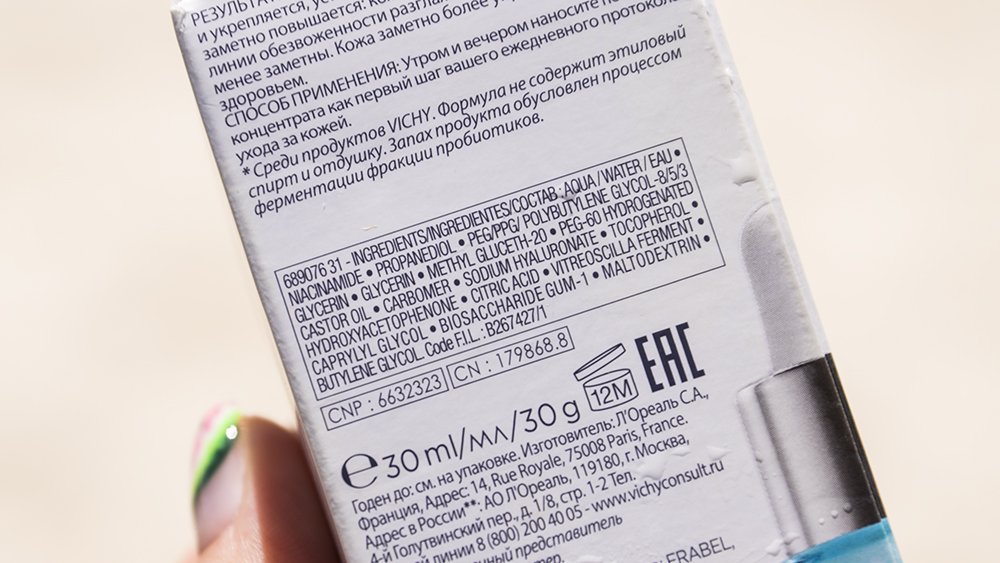 РЕЗУЛЬТАТ
и укрепляется,
заметно повышается:
линии обезвоженности
менее заметны. Кожа заметно более
здоровьем.
СПОСОБ ПРИМЕНЕНИЯ: Утром и вечером наносите
концентрата как первый шаг вашего ежедневного
ухода за кожей.
* Среди продуктов VICHY. Формула не содержит этиловый
спирт и отдушку. Запах продукта обусловлен процессом
ферментации фракции пробиотиков.
689076 31 - INGREDIENTS/INGREDIENTES/СОСТАВ : AQUA / WATER / EAU •
NIACINAMIDE • PROPANEDIOL • PEG/PPG/ POLYBUTYLENE GLYCOL-8/5/3
GLYCERIN • GLYCERIN • METHYL GLUCETH-20 • PEG-60 HYDROGENATED
CASTOR OIL • CARBOMER • SODIUM HYALURONATE • TOCOPHEROL •
HYDROXYACETOPHENONE • CITRIC ACID • VITREOSCILLA FERMENT •
CAPRYLYL GLYCOL • BIOSACCHARIDE GUM-1 • MALTODEXTRIN •
BUTYLENE GLYCOL. Code F.I.L. : B267427/1
CNP : 6632323 CN : 179868.8
℮ 30 ml/мл/30 g 12M EAC
Годен до: см. на упаковке. Изготовитель: Л'Ореаль С.А.,
Франция, Адрес: 14, Rue Royale, 75008 Paris, France.
Адрес в России**: АО Л'Ореаль, 119180, г. Москва,
4-й Голутвинский пер., д. 1/8, стр. 1-2 Тел.
линии 8 (800) 200 40 05 - www.vichyconsult.ru
представитель
ERABEL,